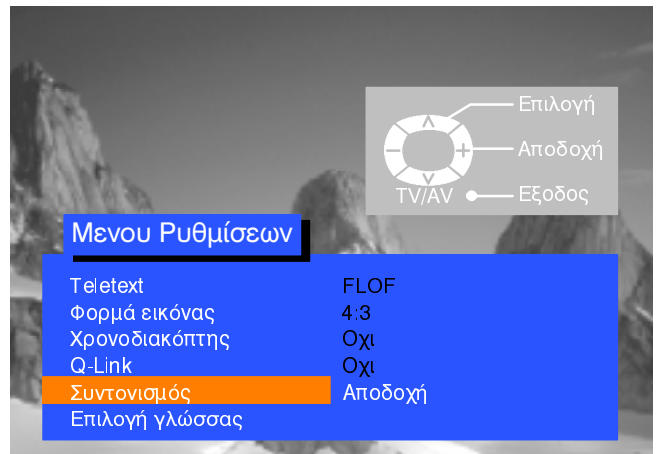 Επιλογή
Αποδοχή
TV/AV Εξοδος
Μενου Ρυθμίσεων
Teletext FLOF
Φορμά εικόνας 4:3
Χρονοδιακόπτης Οχι
Q-Link Οχι
Συντονισμός Αποδοχή
Επιλογή γλώσσας